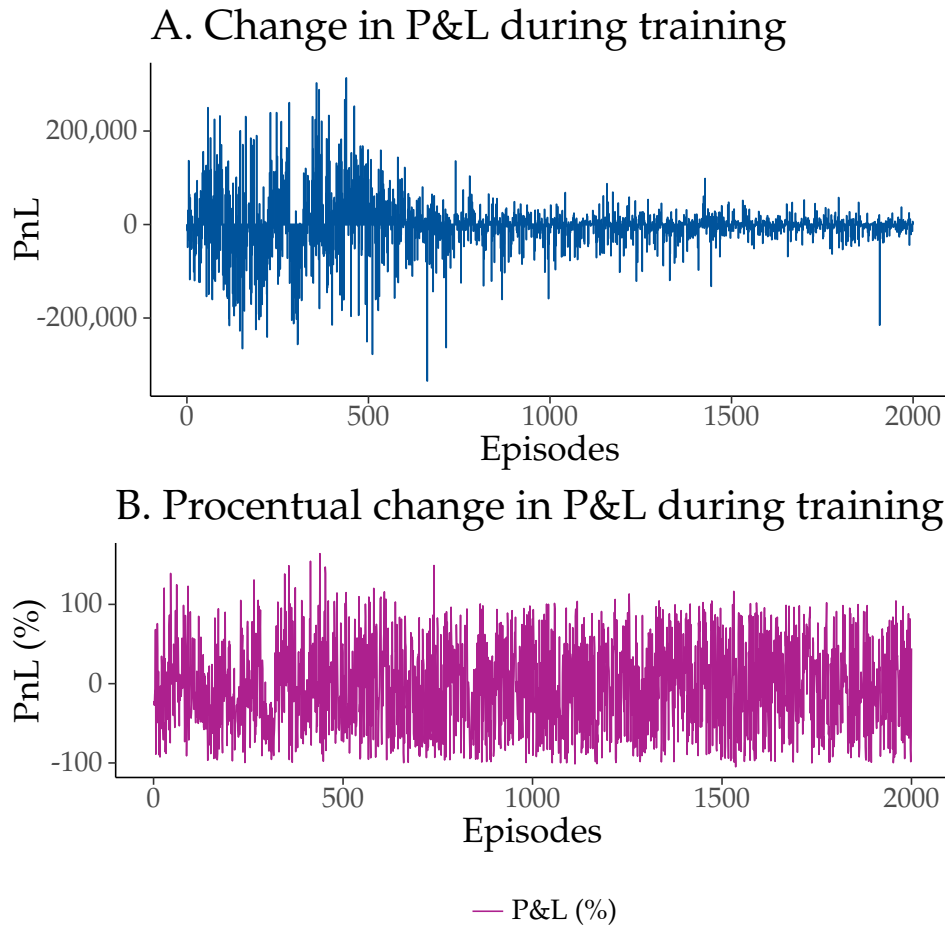 A. Change in P&L during training
200,000
0
-200,000
PnL
0 500 1000 1500 2000
Episodes
B. Procentual change in P&L during training
100
0
-100
PnL (%)
0 500 1000 1500 2000
Episodes
P&L (%)